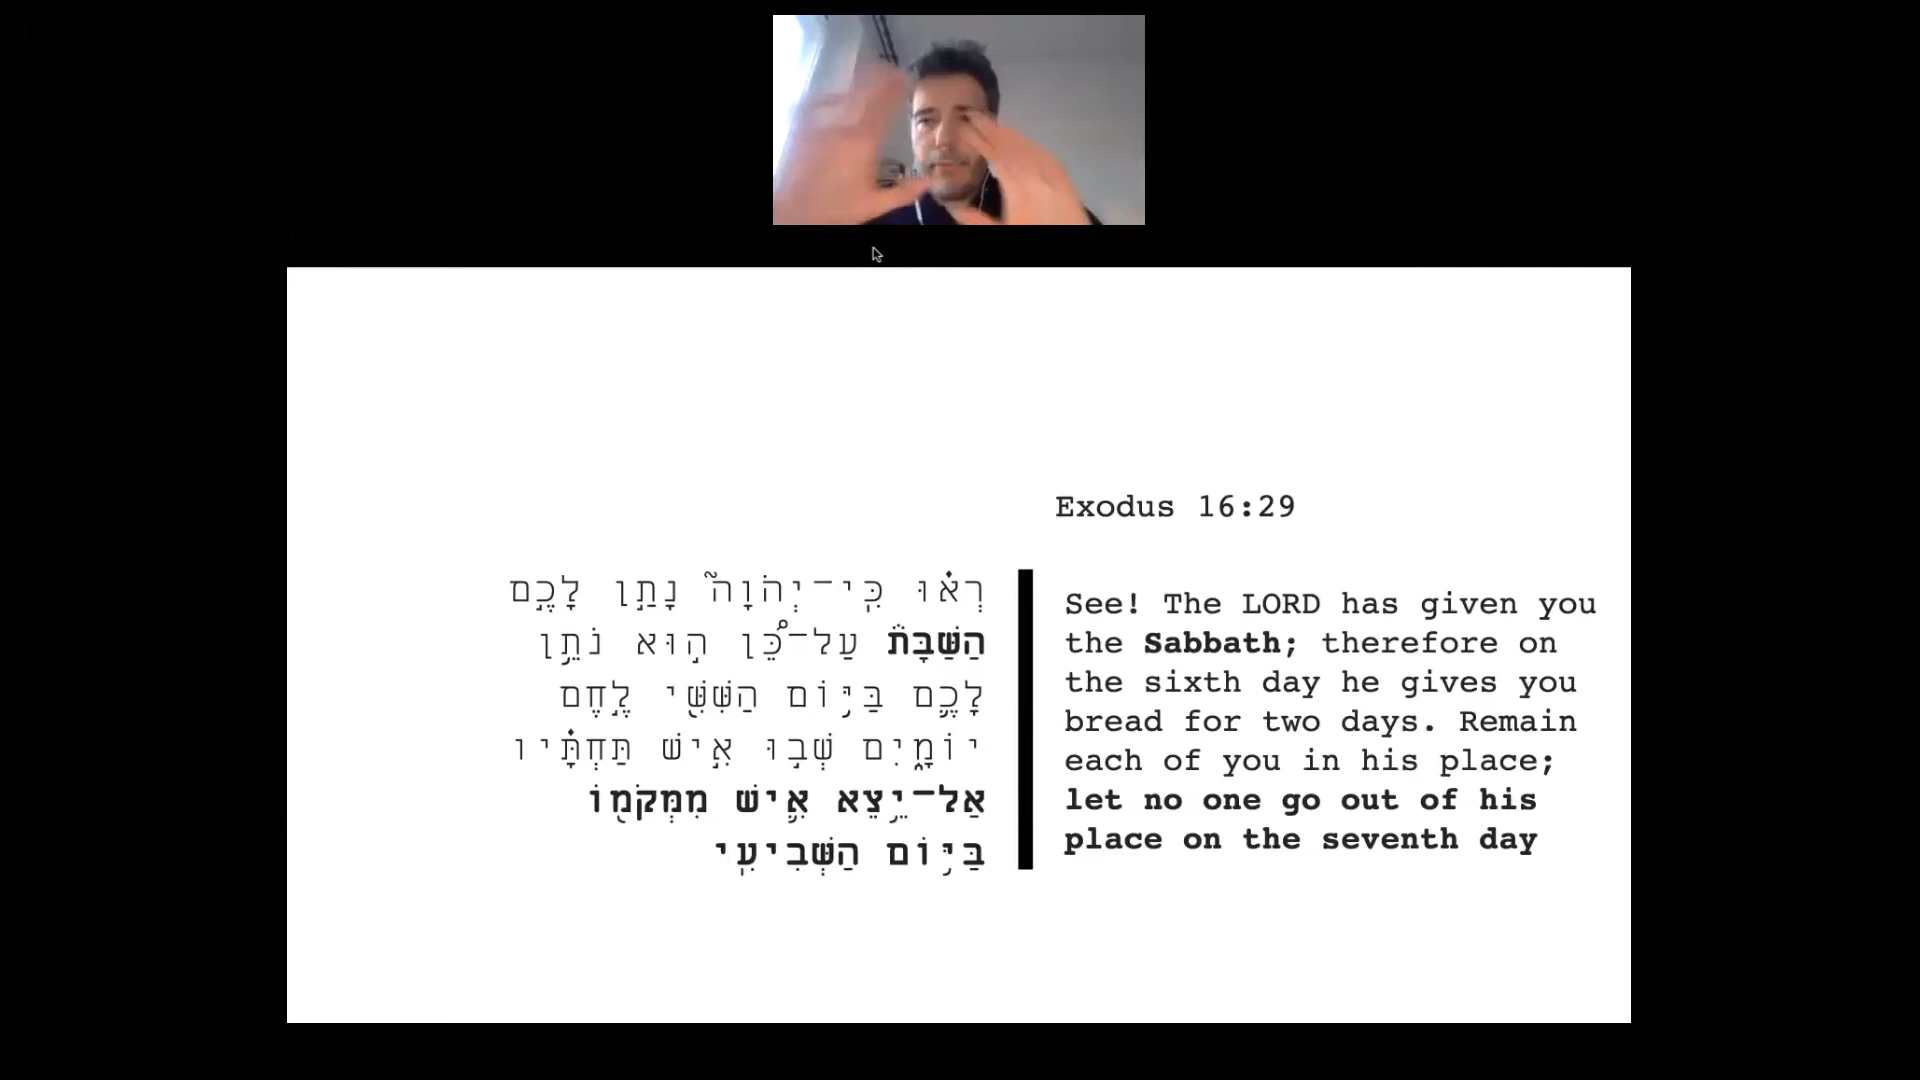 Exodus 16:29
רְא֗וּ כִּֽי־יְהֹוָה֮ נָתַ֣ן לָכֶ֣ם
הַשַּׁבָּת֒ עַל־כֵּ֠ן ה֣וּא נֹתֵ֥ן
לָכֶ֛ם בַּיּ֥וֹם הַשִּׁשִּׁ֖י לֶ֣חֶם
יוֹמָ֑יִם שְׁב֣וּ אִ֣ישׁ תַּחְתָּ֗יו
אַל־יֵ֥צֵא אִ֛ישׁ מִמְּקֹמ֖וֹ
בַּיּ֥וֹם הַשְּׁבִיעִֽי
See! The LORD has given you
the Sabbath; therefore on
the sixth day he gives you
bread for two days. Remain
each of you in his place;
let no one go out of his
place on the seventh day